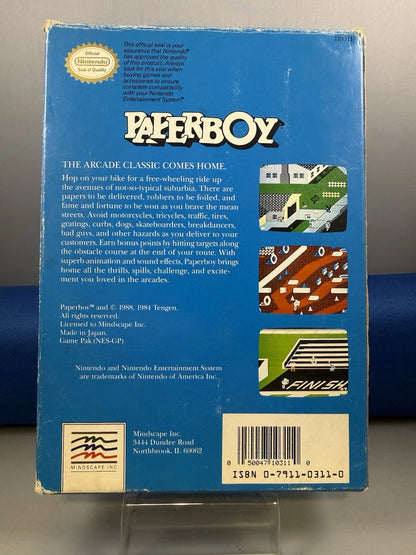 Official
Nintendo
Seal of Quality
This official seal is your
assurance that Nintendo®
has approved the quality
of this product. Always
look for this seal when
buying games and
accessories to ensure
complete compatibility
with your Nintendo
Entertainment System®
PAPERBOY
THE ARCADE CLASSIC COMES HOME.
Hop on your bike for a free-wheeling ride up
the avenues of not-so-typical suburbia. There are
papers to be delivered, robbers to be foiled, and
fame and fortune to be won as you brave the mean
streets. Avoid motorcycles, tricycles, traffic, tires,
gratings, curbs, dogs, skateboarders, breakdancers,
bad guys, and other hazards as you deliver to your
customers. Earn bonus points by hitting targets along
the obstacle course at the end of your route. With
superb animation and sound effects, Paperboy brings
home all the thrills, spills, challenge, and excite-
ment you loved in the arcades.
Paperboy™ and © 1988, 1984 Tengen.
All rights reserved.
Licensed to Mindscape Inc.
Made in Japan.
Game Pak (NES-GP)
Nintendo and Nintendo Entertainment System
are trademarks of Nintendo of America Inc.
FINISH
MINDSCAPE INC
Mindscape Inc.
3444 Dundee Road
Northbrook, IL 60062
0 50047 10311 0
ISBN 0-7911-0311-0